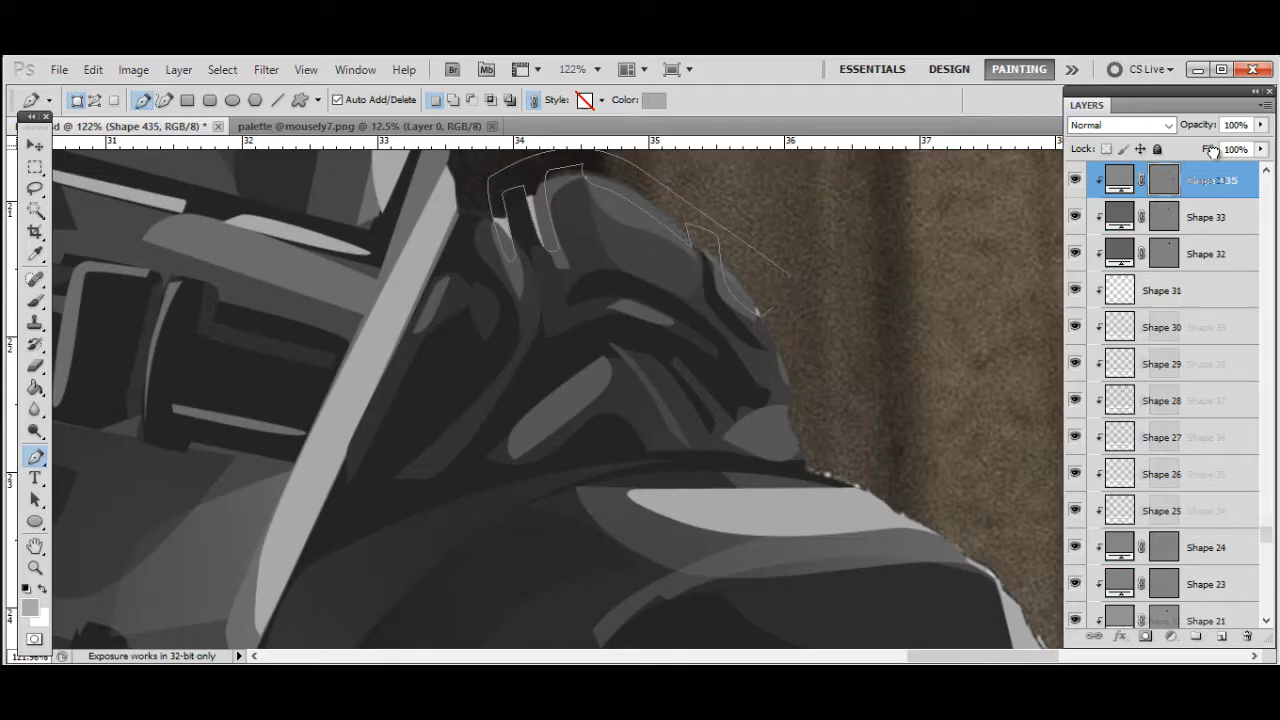 Ps File Edit Image Layer Select Filter View Window Help Br Mb 122% ESSENTIALS DESIGN PAINTING CS Live
Auto Add/Delete Style: Color:
LAYERS
d @ 122% (Shape 435, RGB/8) * palette @mousely7.png @ 12.5% (Layer 0, RGB/8)
Normal Opacity: 100%
31 32 33 34 35 36 37
Lock: 100%
Shape 33
Shape 32
Shape 31
Shape 30
Shape 29
Shape 28
Shape 27
Shape 26
Shape 25
Shape 24
Shape 23
Shape 21
Exposure works in 32-bit only